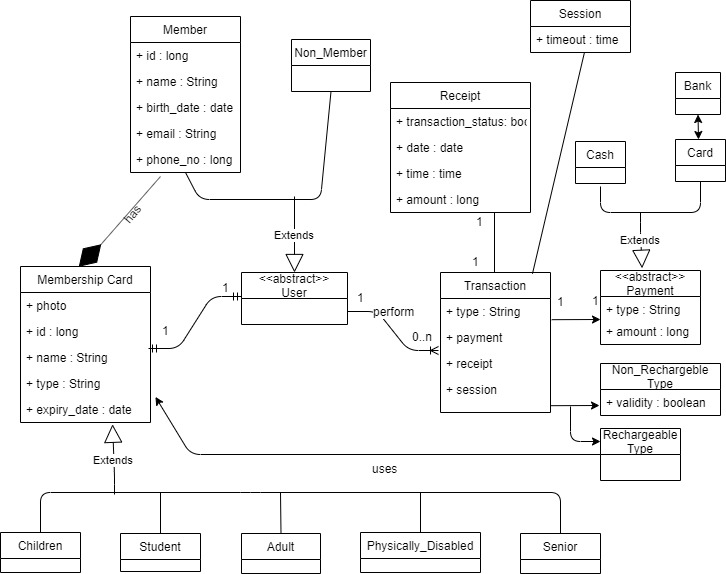 Member
+ id : long
+ name : String
+ birth_date : date
+ email : String
+ phone_no : long
Non_Member
Session
+ timeout : time
Receipt
+ transaction_status: boo
+ date : date
+ time : time
+ amount : long
Bank
Card
Cash
has
Extends
Extends
1
1
Membership Card
+ photo
+ id : long
+ name : String
+ type : String
+ expiry_date : date
1
1
<<abstract>>
User
1
perform
0..n
Transaction
+ type : String
+ payment
+ receipt
+ session
1
1
<<abstract>>
Payment
+ type : String
+ amount : long
Non_Rechargeble
Type
+ validity : boolean
Rechargeable
Type
uses
Extends
Children
Student
Adult
Physically_Disabled
Senior